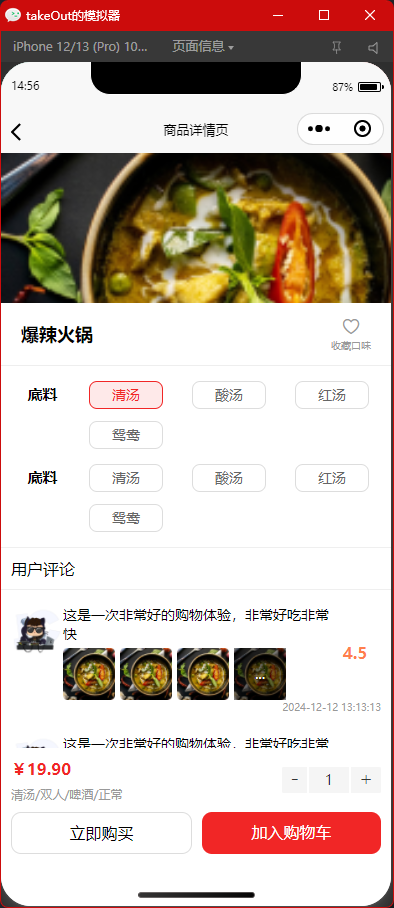 takeOut的模拟器
iPhone 12/13 (Pro) 10... 页面信息
14:56 87%
商品详情页
爆辣火锅
收藏口味
底料 清汤 酸汤 红汤
鸳鸯
底料 清汤 酸汤 红汤
鸳鸯
用户评论
这是一次非常好的购物体验，非常好吃非常
快
4.5
...
2024-12-12 13:13:13
这是一次非常好的购物体验，非常好吃非常
￥19.90
- 1 +
清汤/双人/啤酒/正常
立即购买 加入购物车